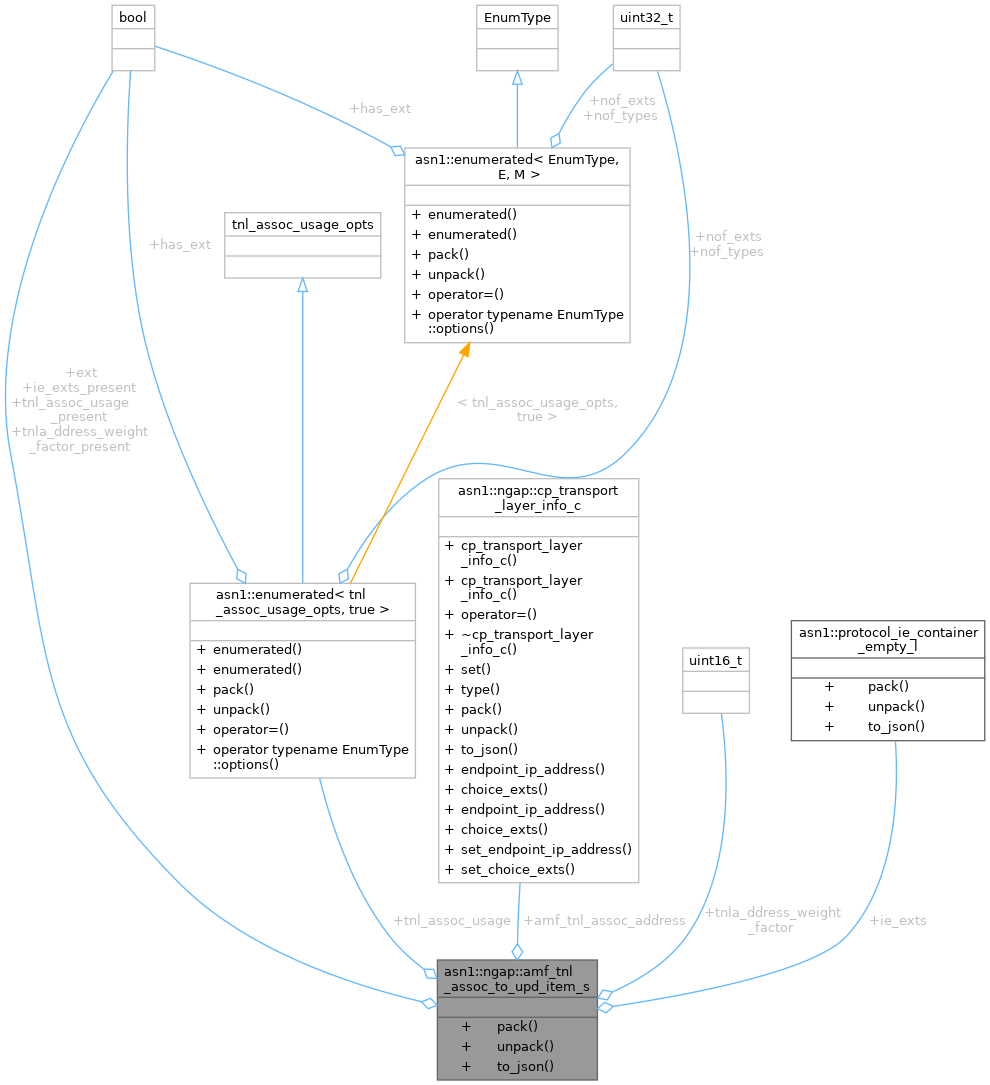 bool
EnumType
uint32_t
+has_ext
+nof_exts
+nof_types
asn1::enumerated< EnumType,
E, M >
+ enumerated()
+ enumerated()
+ pack()
+ unpack()
+ operator=()
+ operator typename EnumType
::options()
tnl_assoc_usage_opts
+has_ext
+nof_exts
+nof_types
+ext
+ie_exts_present
+tnl_assoc_usage
_present
+tnla_ddress_weight
_factor_present
< tnl_assoc_usage_opts,
true >
asn1::enumerated< tnl
_assoc_usage_opts, true >
+ enumerated()
+ enumerated()
+ pack()
+ unpack()
+ operator=()
+ operator typename EnumType
::options()
asn1::ngap::cp_transport
_layer_info_c
+ cp_transport_layer
_info_c()
+ cp_transport_layer
_info_c()
+ operator=()
+ ~cp_transport_layer
_info_c()
+ set()
+ type()
+ pack()
+ unpack()
+ to_json()
+ endpoint_ip_address()
+ choice_exts()
+ endpoint_ip_address()
+ choice_exts()
+ set_endpoint_ip_address()
+ set_choice_exts()
uint16_t
asn1::protocol_ie_container
_empty_l
+ pack()
+ unpack()
+ to_json()
+tnl_assoc_usage
+amf_tnl_assoc_address
+tnla_ddress_weight
_factor
+ie_exts
asn1::ngap::amf_tnl
_assoc_to_upd_item_s
+ pack()
+ unpack()
+ to_json()